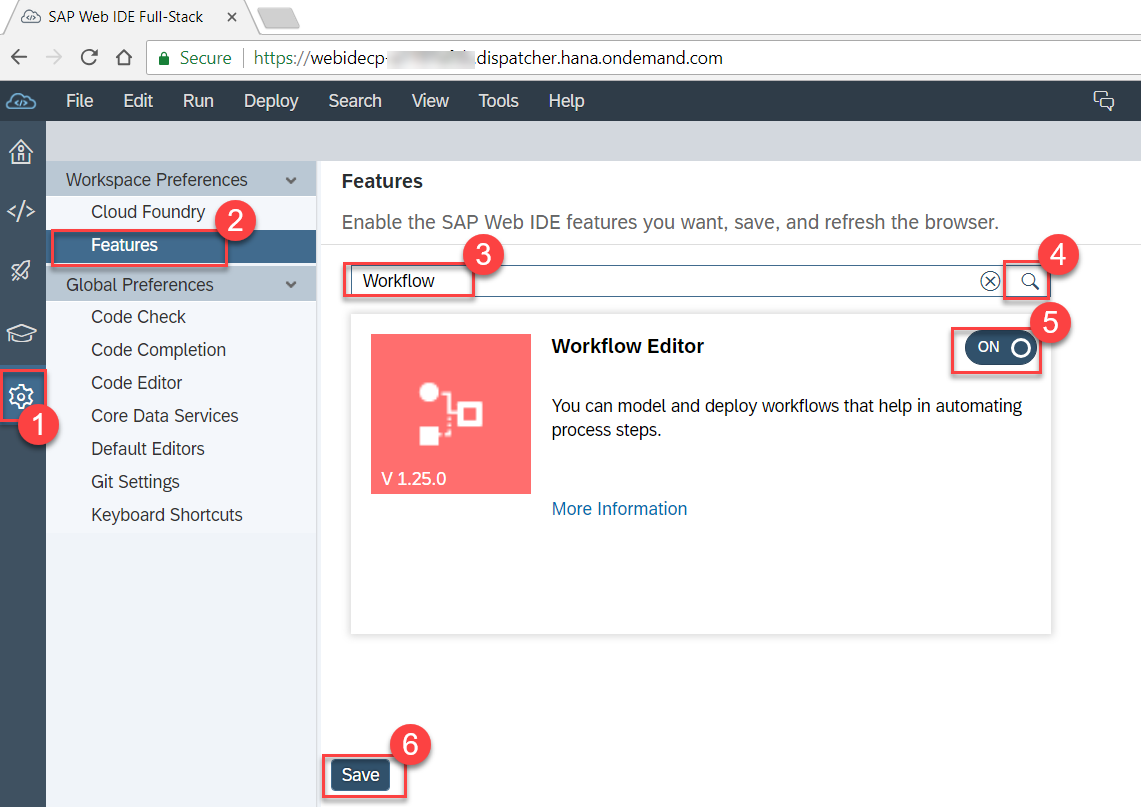 SAP Web IDE Full-Stack
Secure
https://webidecp-
.dispatcher.hana.ondemand.com
File Edit Run Deploy Search View Tools Help
Workspace Preferences
Cloud Foundry
2
Features
Global Preferences
Code Check
Code Completion
Code Editor
Core Data Services
Default Editors
Git Settings
Keyboard Shortcuts
1
Features
Enable the SAP Web IDE features you want, save, and refresh the browser.
3
4
Workflow
5
Workflow Editor
ON
You can model and deploy workflows that help in automating
process steps.
V 1.25.0
More Information
6
Save